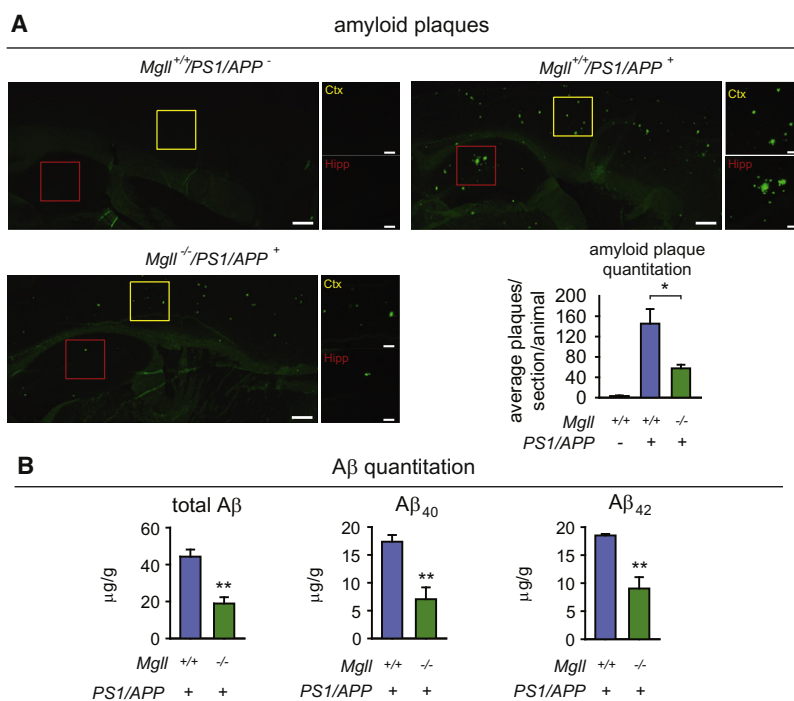 A
amyloid plaques
Mgll +/+/PS1/APP -
Mgll +/+/PS1/APP +
Ctx
Hipp
Ctx
Hipp
Mgll -/-/PS1/APP +
Ctx
Hipp
amyloid plaque
quantitation
average plaques/
section/animal
200
160
120
80
40
0
*
Mgll +/+ +/+ -/-
PS1/APP - + +
B
Aβ quantitation
total Aβ
μg/g
60
40
20
0
**
Mgll +/+ -/-
PS1/APP + +
Aβ40
μg/g
20
15
10
5
0
**
Mgll +/+ -/-
PS1/APP + +
Aβ42
μg/g
20
15
10
5
0
**
Mgll +/+ -/-
PS1/APP + +